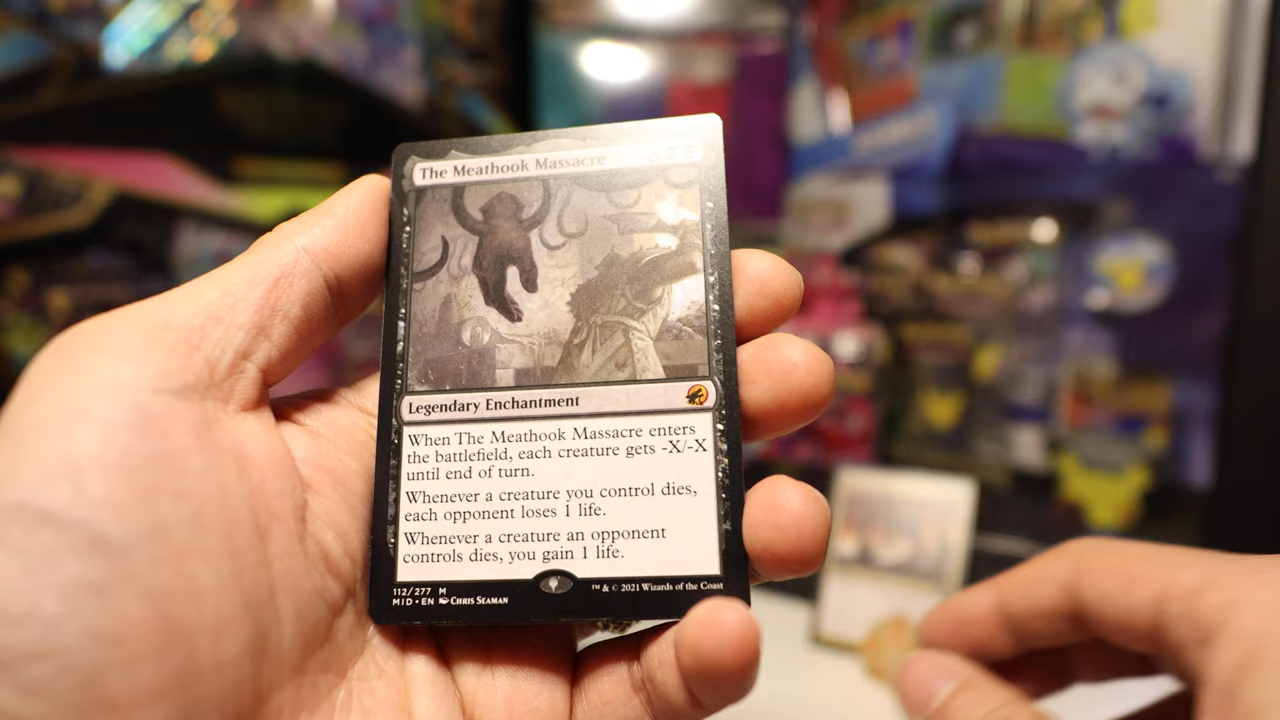 The Meathook Massacre
Legendary Enchantment
When The Meathook Massacre enters
the battlefield, each creature gets -X/-X
until end of turn.
Whenever a creature you control dies,
each opponent loses 1 life.
Whenever a creature an opponent
controls dies, you gain 1 life.
112/277 M
MID • EN CHRIS SEAMAN
™ & © 2021 Wizards of the Coast